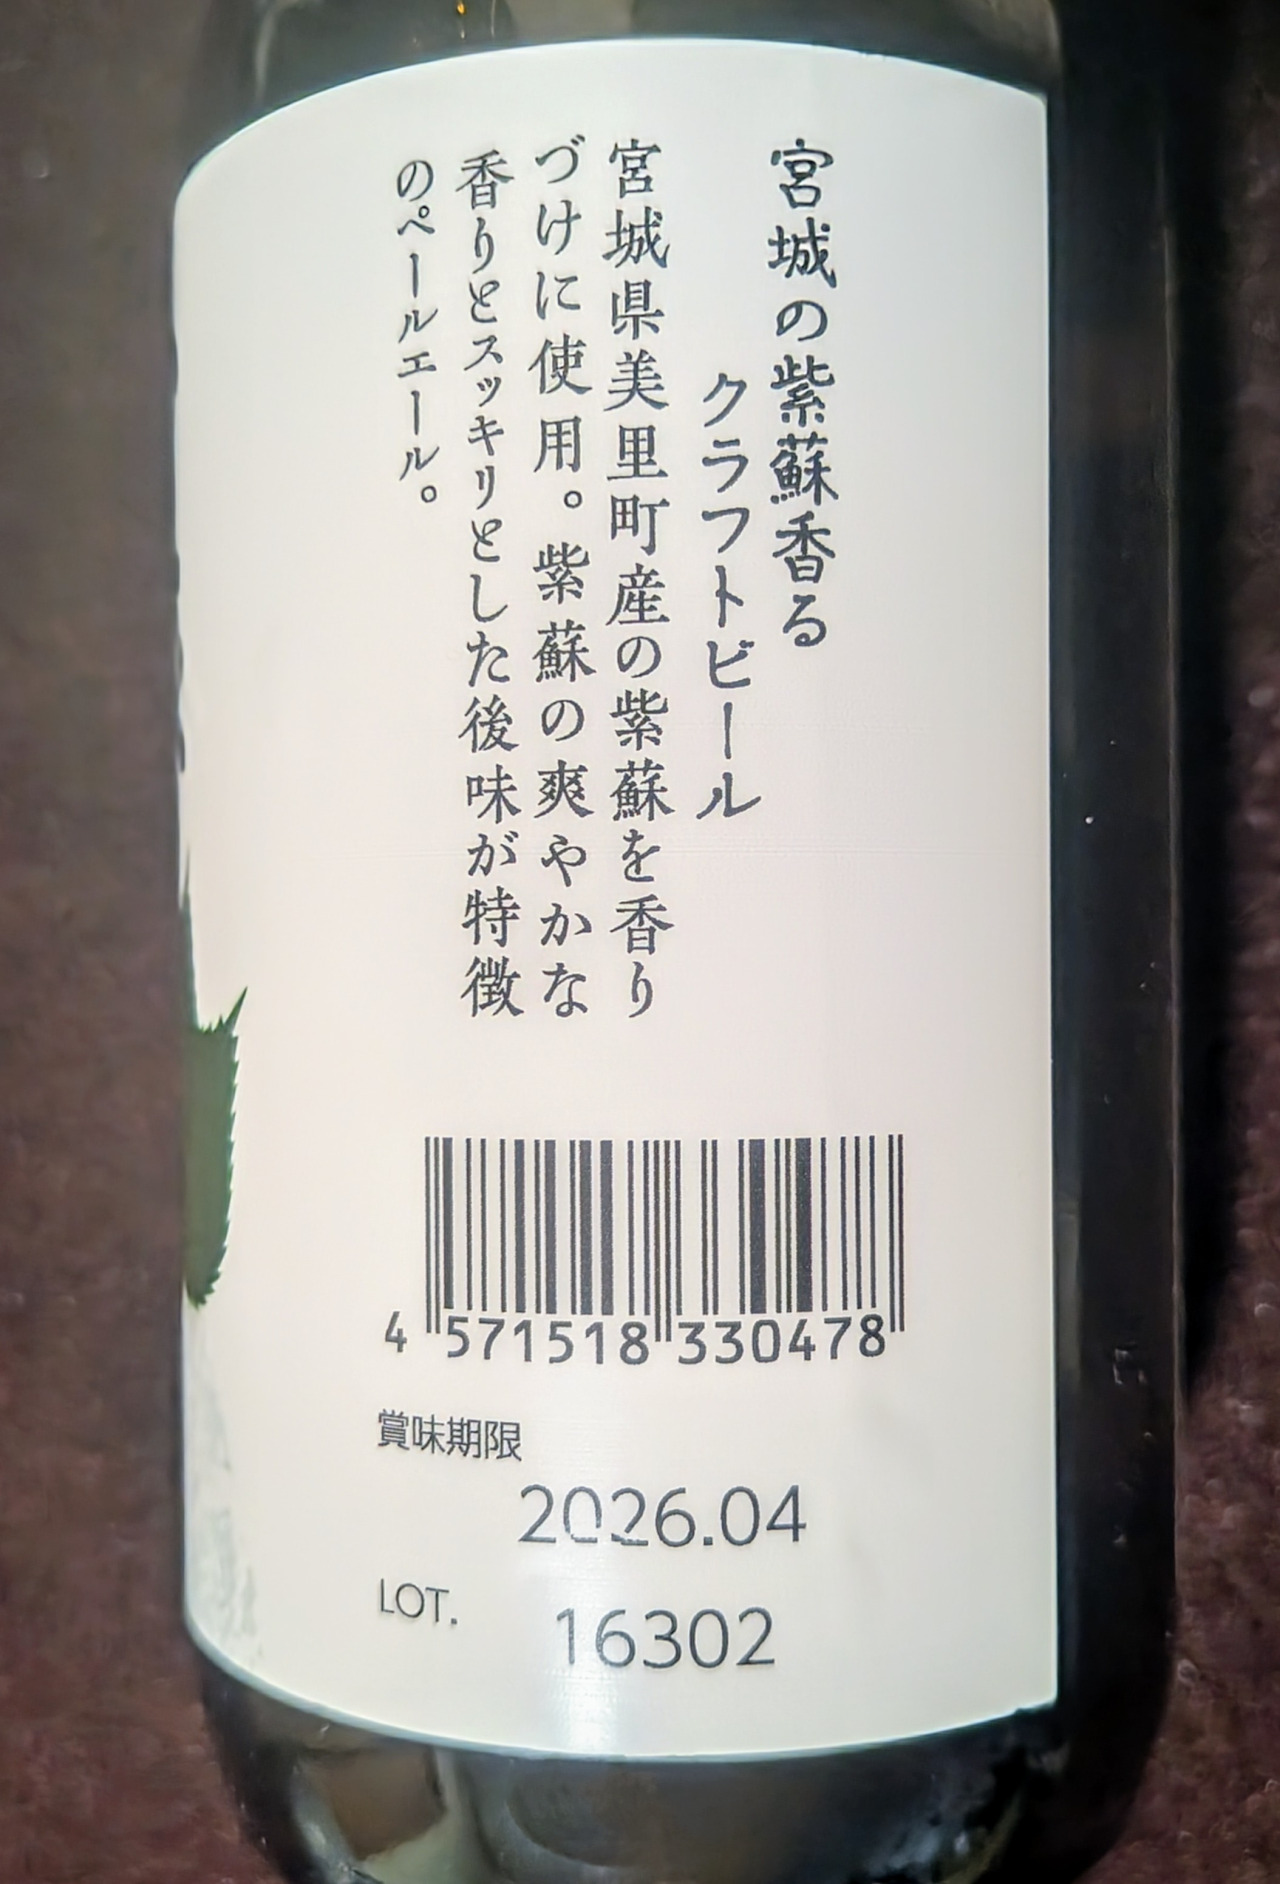 宮城の紫蘇香る
クラフトビール
宮城県美里町産の紫蘇を香り
づけに使用。紫蘇の爽やかな
香りとスッキリとした後味が特徴
のペールエール。
4 571518 330478
賞味期限
2026.04
LOT.
16302